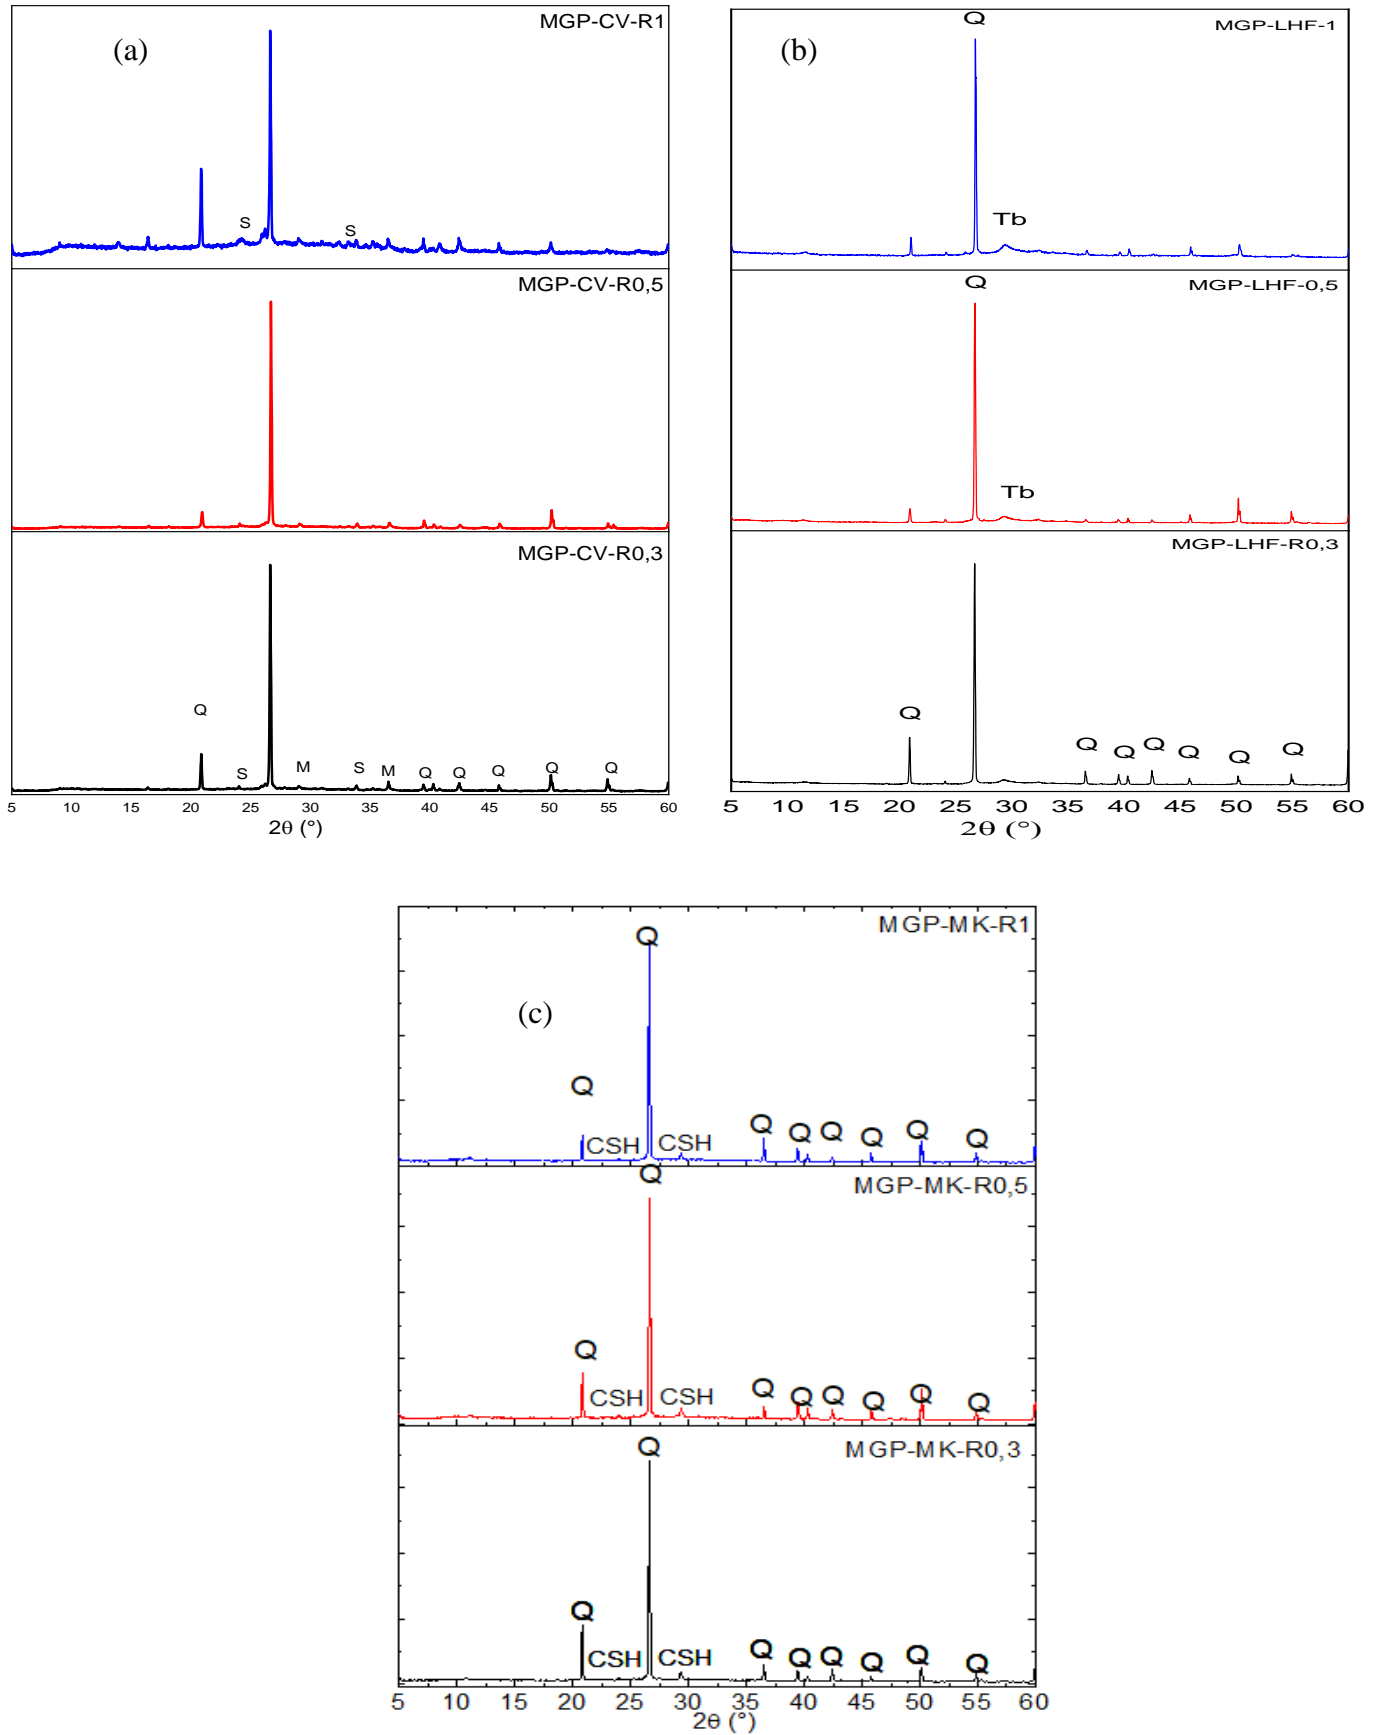 MGP-CV-R1
(a)
S
S
MGP-CV-R0,5
MGP-CV-R0,3
Q
S
M
S
M
Q
Q
Q
Q
Q
5 10 15 20 25 30 35 40 45 50 55 60
2θ (°)
Q
MGP-LHF-1
(b)
Tb
Q
MGP-LHF-0,5
Tb
MGP-LHF-R0,3
Q
Q
Q
Q
Q
Q
Q
5 10 15 20 25 30 35 40 45 50 55 60
2θ (°)
MGP-MK-R1
Q
(c)
Q
CSH CSH
Q Q Q Q Q Q
Q
MGP-MK-R0,5
Q
CSH CSH
Q Q Q Q Q Q
Q
MGP-MK-R0,3
Q
CSH CSH
Q Q Q Q Q Q
5 10 15 20 25 30 35 40 45 50 55 60
2θ (°)